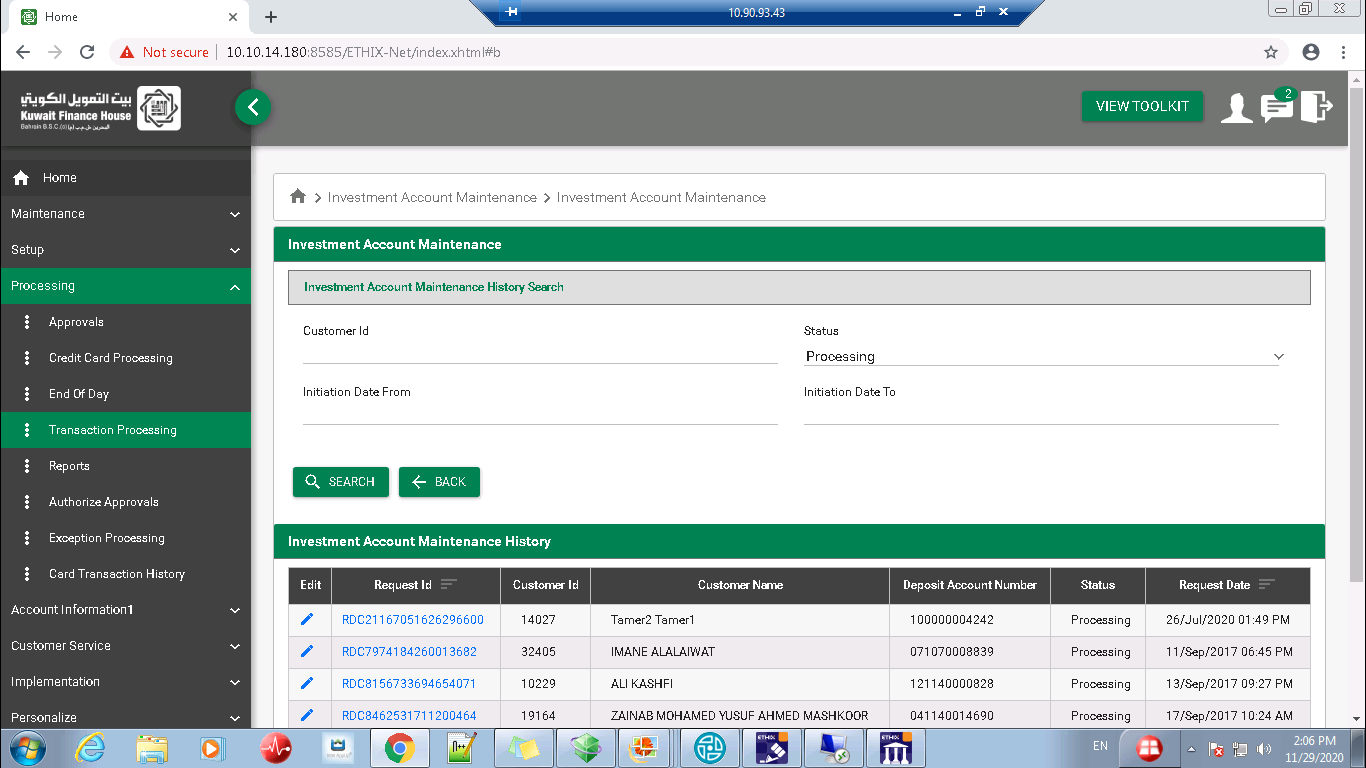 Home
10.90.93.43
Not secure
10.10.14.180:8585/ETHIX-Net/index.xhtml#b
بيت التمويل الكويتي
Kuwait Finance House
VIEW TOOLKIT
2
Home
Maintenance
Setup
Processing
Approvals
Credit Card Processing
End Of Day
Transaction Processing
Reports
Authorize Approvals
Exception Processing
Card Transaction History
Account Information1
Customer Service
Implementation
Personalize
Investment Account Maintenance
Investment Account Maintenance
Investment Account Maintenance
Investment Account Maintenance History Search
Customer Id
Status
Processing
Initiation Date From
Initiation Date To
SEARCH
BACK
Investment Account Maintenance History
Edit Request Id Customer Id Customer Name Deposit Account Number Status Request Date
RDC21167051626296600 14027 Tamer2 Tamer1 100000004242 Processing 26/Jul/2020 01:49 PM
RDC7974184260013682 32405 IMANE ALALAIWAT 071070008839 Processing 11/Sep/2017 06:45 PM
RDC8156733694654071 10229 ALI KASHFI 121140000828 Processing 13/Sep/2017 09:27 PM
RDC8462531711200464 19164 ZAINAB MOHAMED YUSUF AHMED MASHKOOR 041140014690 Processing 17/Sep/2017 10:24 AM
ETHIX
ETHIX
EN
2:06 PM
11/29/2020